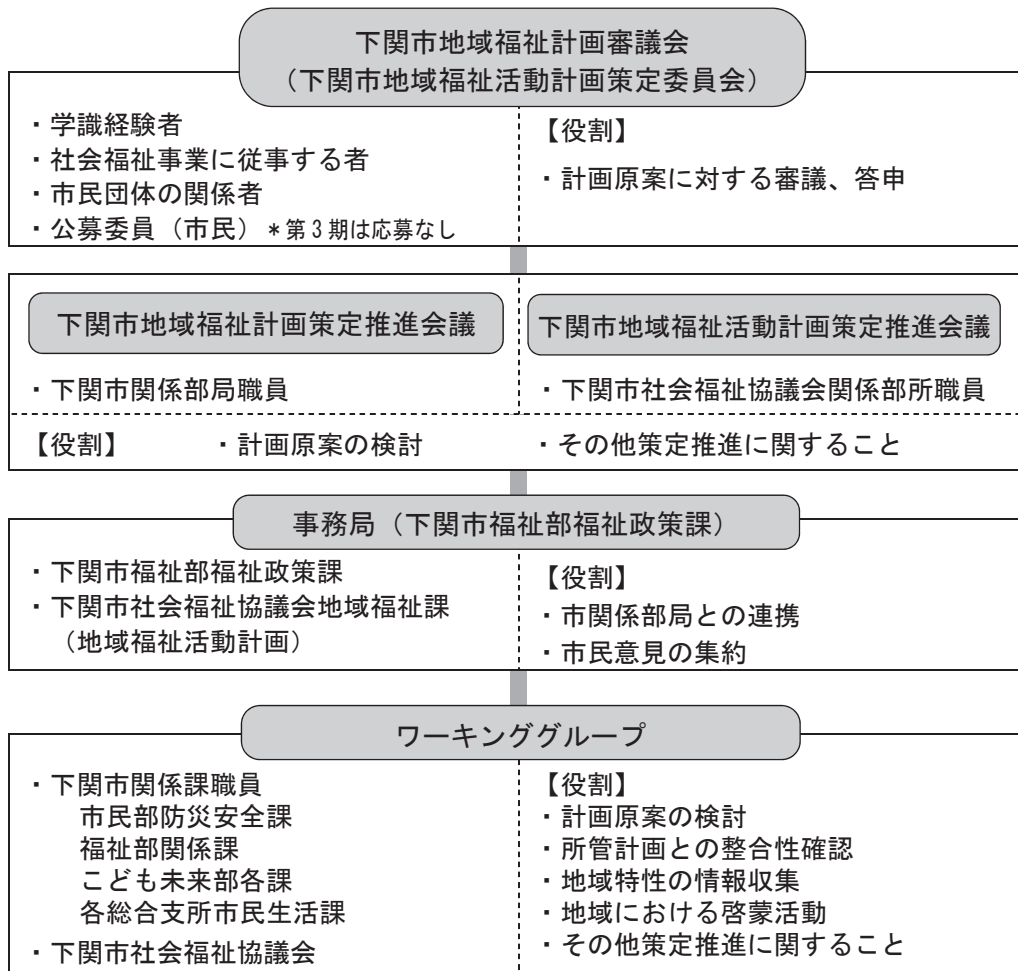 下関市地域福祉計画審議会
（下関市地域福祉活動計画策定委員会）
・学識経験者
・社会福祉事業に従事する者
・市民団体の関係者
・公募委員（市民）＊第３期は応募なし
【役割】
・計画原案に対する審議、答申
下関市地域福祉計画策定推進会議
・下関市関係部局職員
下関市地域福祉活動計画策定推進会議
・下関市社会福祉協議会関係部所職員
【役割】　・計画原案の検討　・その他策定推進に関すること
事務局（下関市福祉部福祉政策課）
・下関市福祉部福祉政策課
・下関市社会福祉協議会地域福祉課
（地域福祉活動計画）
【役割】
・市関係部局との連携
・市民意見の集約
ワーキンググループ
・下関市関係課職員
市民部防災安全課
福祉部関係課
こども未来部各課
各総合支所市民生活課
・下関市社会福祉協議会
【役割】
・計画原案の検討
・所管計画との整合性確認
・地域特性の情報収集
・地域における啓蒙活動
・その他策定推進に関すること